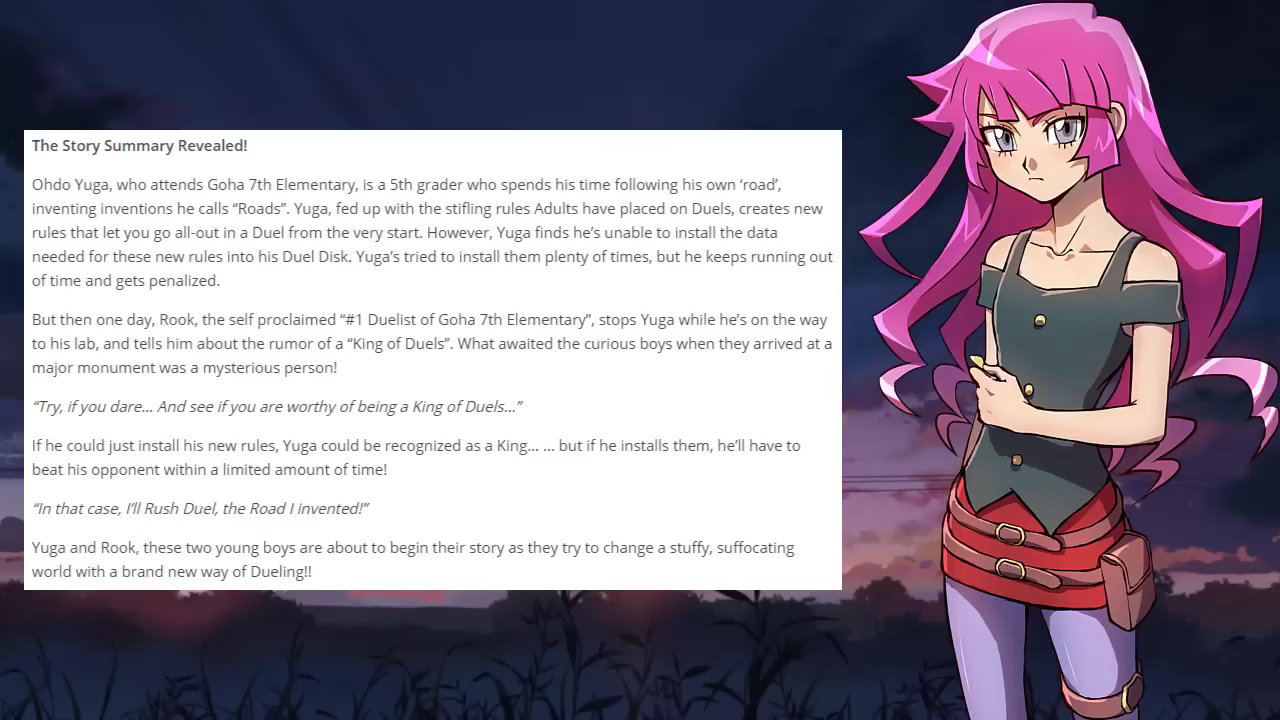 The Story Summary Revealed!
Ohdo Yuga, who attends Goha 7th Elementary, is a 5th grader who spends his time following his own ‘road’,
inventing inventions he calls “Roads”. Yuga, fed up with the stifling rules Adults have placed on Duels, creates new
rules that let you go all-out in a Duel from the very start. However, Yuga finds he’s unable to install the data
needed for these new rules into his Duel Disk. Yuga’s tried to install them plenty of times, but he keeps running out
of time and gets penalized.
But then one day, Rook, the self proclaimed “#1 Duelist of Goha 7th Elementary”, stops Yuga while he’s on the way
to his lab, and tells him about the rumor of a “King of Duels”. What awaited the curious boys when they arrived at a
major monument was a mysterious person!
“Try, if you dare… And see if you are worthy of being a King of Duels…”
If he could just install his new rules, Yuga could be recognized as a King… … but if he installs them, he’ll have to
beat his opponent within a limited amount of time!
“In that case, I’ll Rush Duel, the Road I invented!”
Yuga and Rook, these two young boys are about to begin their story as they try to change a stuffy, suffocating
world with a brand new way of Dueling!!